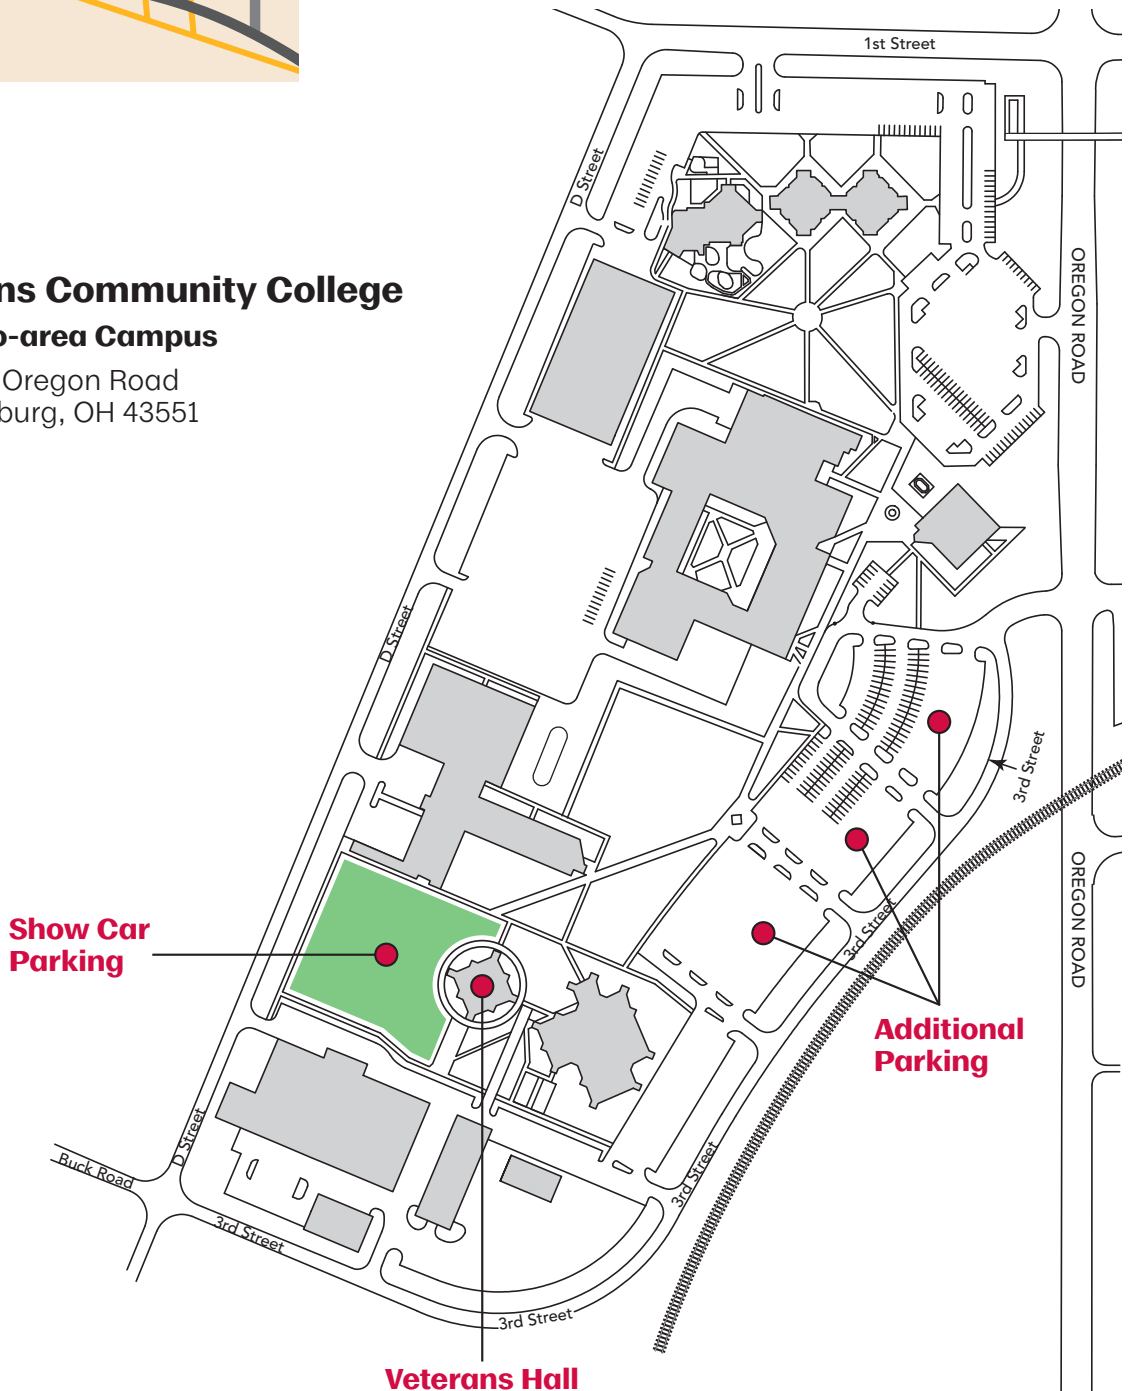 1st Street
D Street
OREGON ROAD
ns Community College
o-area Campus
Oregon Road
burg, OH 43551
D Street
3rd Street
OREGON ROAD
Show Car
Parking
3rd Street
Additional
Parking
D Street
Buck Road
3rd Street
3rd Street
3rd Street
Veterans Hall